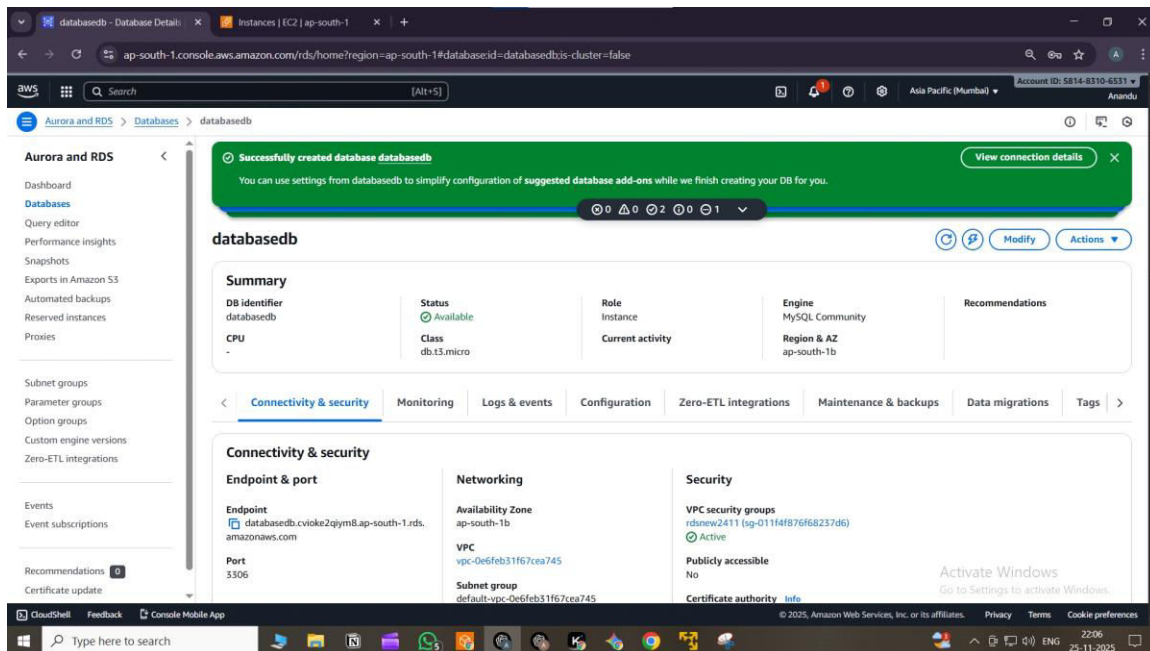 databasedb - Database Details
Instances | EC2 | ap-south-1
ap-south-1.console.aws.amazon.com/rds/home?region=ap-south-1#database:id=databasedb;is-cluster=false
A
aws
Search
[Alt+S]
1
Asia Pacific (Mumbai)
Account ID: 5814-8310-6531
Anandu
Aurora and RDS > Databases > databasedb
Aurora and RDS
Dashboard
Databases
Query editor
Performance insights
Snapshots
Exports in Amazon S3
Automated backups
Reserved instances
Proxies
Subnet groups
Parameter groups
Option groups
Custom engine versions
Zero-ETL integrations
Events
Event subscriptions
Recommendations 0
Certificate update
Successfully created database databasedb
View connection details
You can use settings from databasedb to simplify configuration of suggested database add-ons while we finish creating your DB for you.
0 0 2 0 1
databasedb
Modify
Actions
Summary
DB identifier
databasedb
Status
Available
Role
Instance
Engine
MySQL Community
Recommendations
CPU
-
Class
db.t3.micro
Current activity
Region & AZ
ap-south-1b
Connectivity & security
Monitoring
Logs & events
Configuration
Zero-ETL integrations
Maintenance & backups
Data migrations
Tags
Connectivity & security
Endpoint & port
Endpoint
databasedb.cvioke2qiym8.ap-south-1.rds.
amazonaws.com
Port
3306
Networking
Availability Zone
ap-south-1b
VPC
vpc-0e6feb31f67cea745
Subnet group
default-vpc-0e6feb31f67cea745
Security
VPC security groups
rdsnew2411 (sg-011f4f876f68237d6)
Active
Publicly accessible
No
Certificate authority Info
Activate Windows
Go to Settings to activate Windows.
CloudShell
Feedback
Console Mobile App
© 2025, Amazon Web Services, Inc. or its affiliates.
Privacy
Terms
Cookie preferences
Type here to search
ENG
22:06
25-11-2025